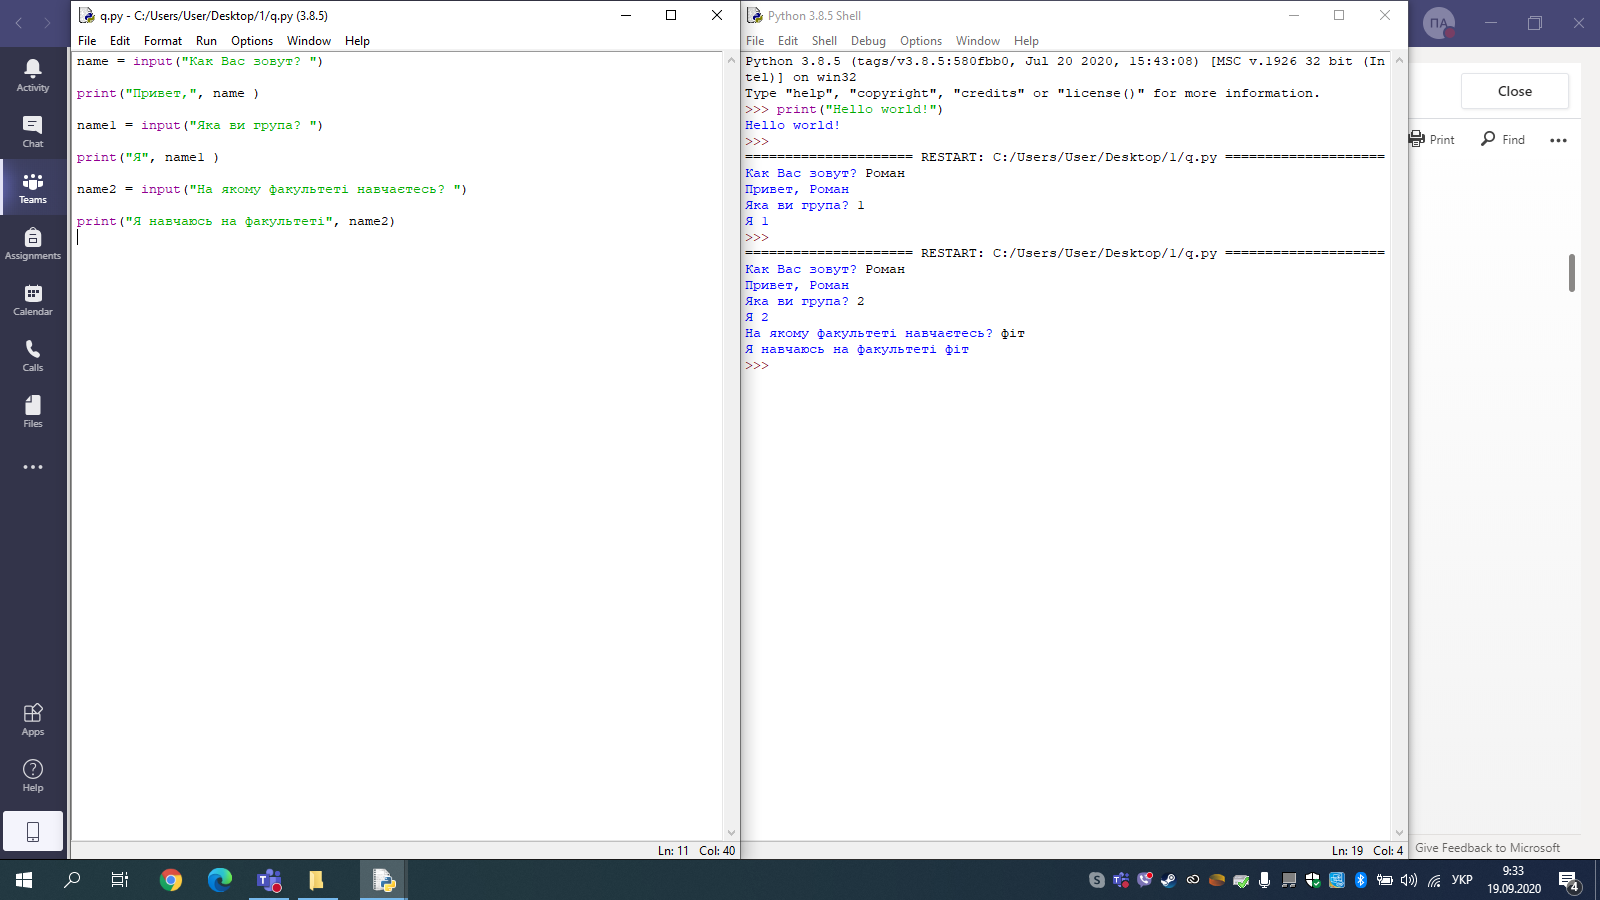 q.py - C:/Users/User/Desktop/1/q.py (3.8.5)
File Edit Format Run Options Window Help
name = input("Как Вас зовут? ")
print("Привет,", name )
name1 = input("Яка ви група? ")
print("Я", name1 )
name2 = input("На якому факультеті навчаєтесь? ")
print("Я навчаюсь на факультеті", name2)
Ln: 11 Col: 40
Python 3.8.5 Shell
File Edit Shell Debug Options Window Help
Python 3.8.5 (tags/v3.8.5:580fbb0, Jul 20 2020, 15:43:08) [MSC v.1926 32 bit (In
tel)] on win32
Type "help", "copyright", "credits" or "license()" for more information.
>>> print("Hello world!")
Hello world!
>>>
===================== RESTART: C:/Users/User/Desktop/1/q.py ====================
Как Вас зовут? Роман
Привет, Роман
Яка ви група? 1
Я 1
>>>
===================== RESTART: C:/Users/User/Desktop/1/q.py ====================
Как Вас зовут? Роман
Привет, Роман
Яка ви група? 2
Я 2
На якому факультеті навчаєтесь? фіт
Я навчаюсь на факультеті фіт
>>>
Ln: 19 Col: 4
Activity
Chat
Teams
Assignments
Calendar
Calls
Files
Apps
Help
ПА
Close
Print
Find
Give Feedback to Microsoft
УКР
9:33
19.09.2020
4